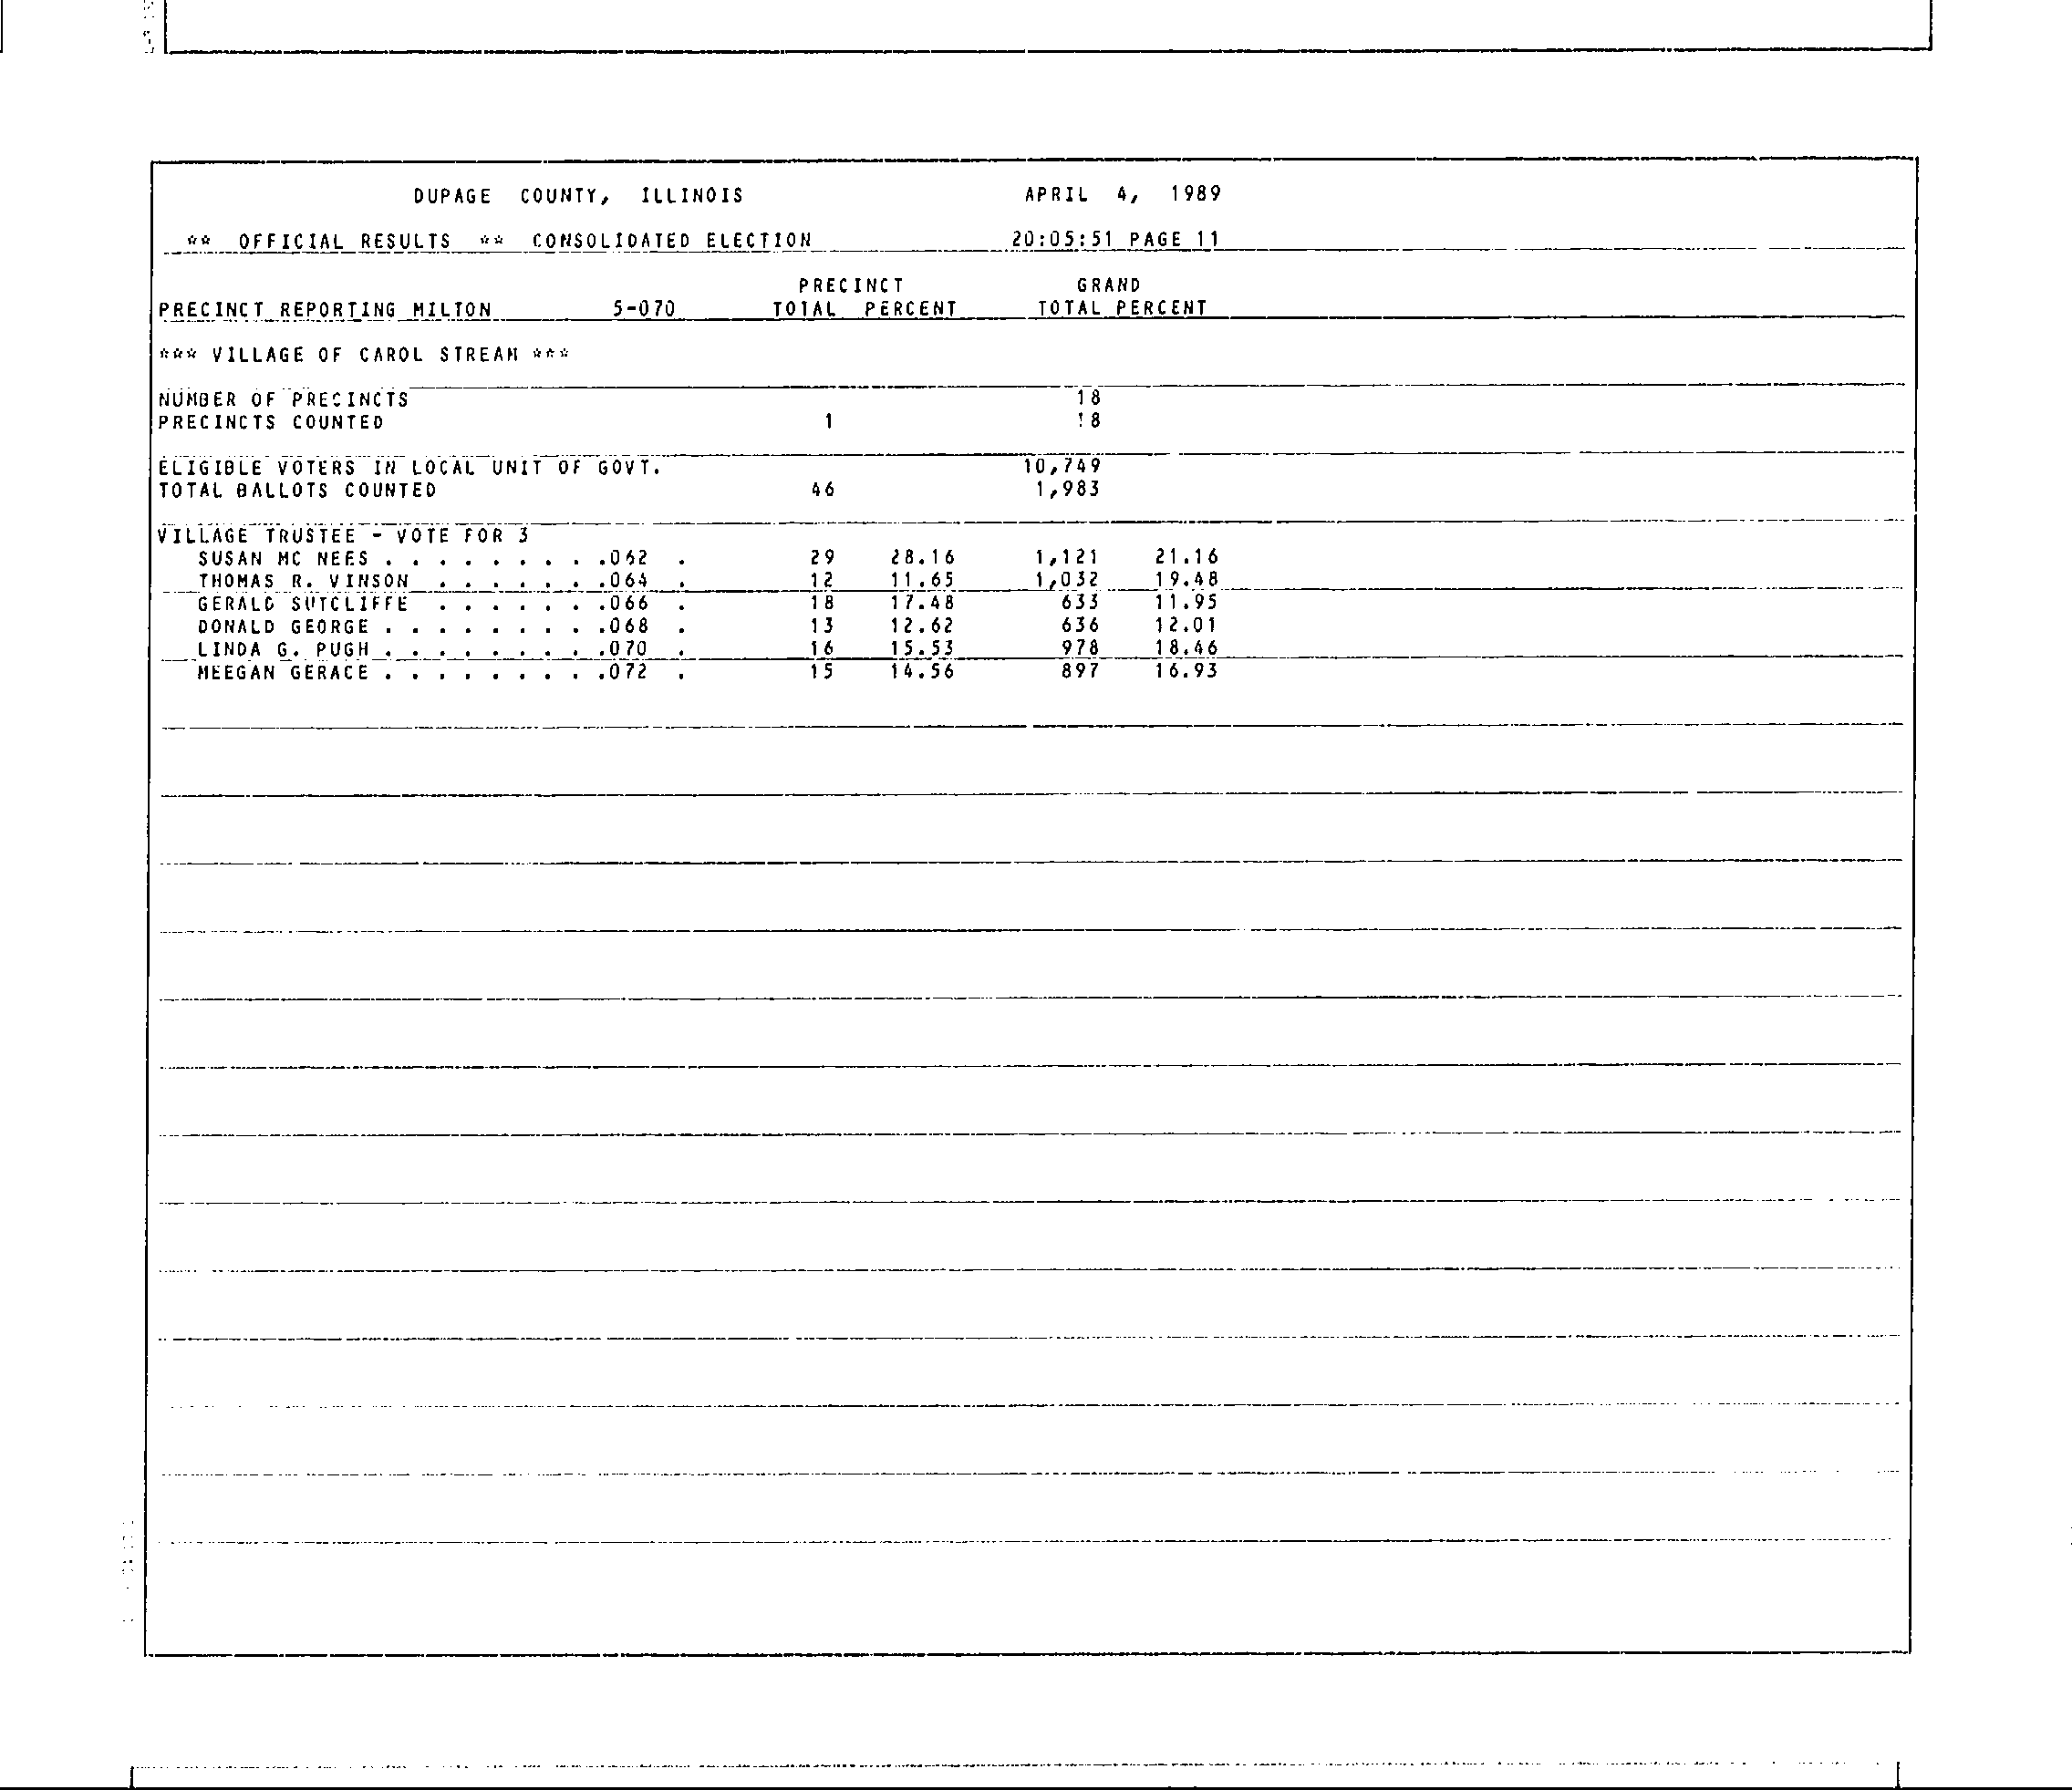 DUPAGE COUNTY, ILLINOIS APRIL 4, 1989
** OFFICIAL RESULTS ** CONSOLIDATED ELECTION 20:05:51 PAGE 11
PRECINCT GRAND
PRECINCT REPORTING MILTON 5-070 TOTAL PERCENT TOTAL PERCENT
*** VILLAGE OF CAROL STREAM ***
NUMBER OF PRECINCTS 18
PRECINCTS COUNTED 1 18
ELIGIBLE VOTERS IN LOCAL UNIT OF GOVT. 10,749
TOTAL BALLOTS COUNTED 46 1,983
VILLAGE TRUSTEE - VOTE FOR 3
SUSAN MC NEES . . . . . . . . .062 . 29 28.16 1,121 21.16
THOMAS R. VINSON . . . . . . .064 . 12 11.65 1,032 19.48
GERALD SUTCLIFFE . . . . . . .066 . 18 17.48 633 11.95
DONALD GEORGE . . . . . . . . .068 . 13 12.62 636 12.01
LINDA G. PUGH . . . . . . . . .070 . 16 15.53 978 18.46
MEEGAN GERACE . . . . . . . . .072 . 15 14.56 897 16.93